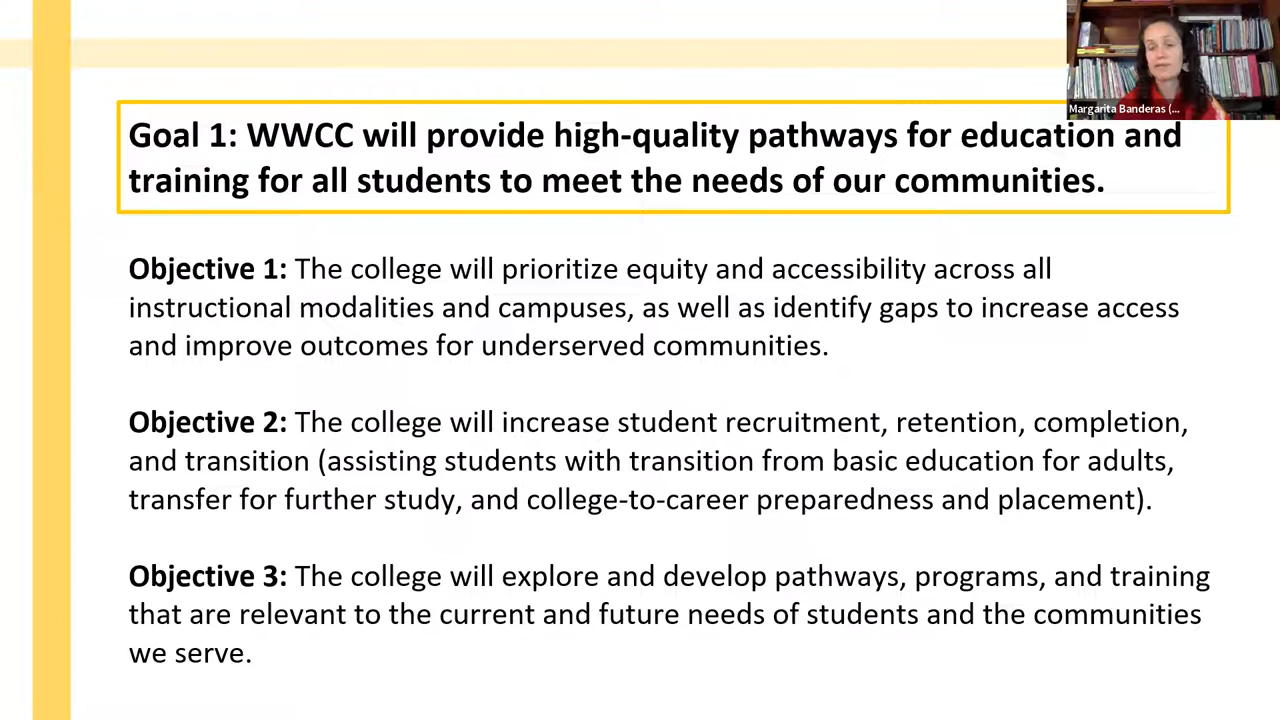 Margarita Banderas (...
Goal 1: WWCC will provide high-quality pathways for education and
training for all students to meet the needs of our communities.
Objective 1: The college will prioritize equity and accessibility across all
instructional modalities and campuses, as well as identify gaps to increase access
and improve outcomes for underserved communities.
Objective 2: The college will increase student recruitment, retention, completion,
and transition (assisting students with transition from basic education for adults,
transfer for further study, and college-to-career preparedness and placement).
Objective 3: The college will explore and develop pathways, programs, and training
that are relevant to the current and future needs of students and the communities
we serve.